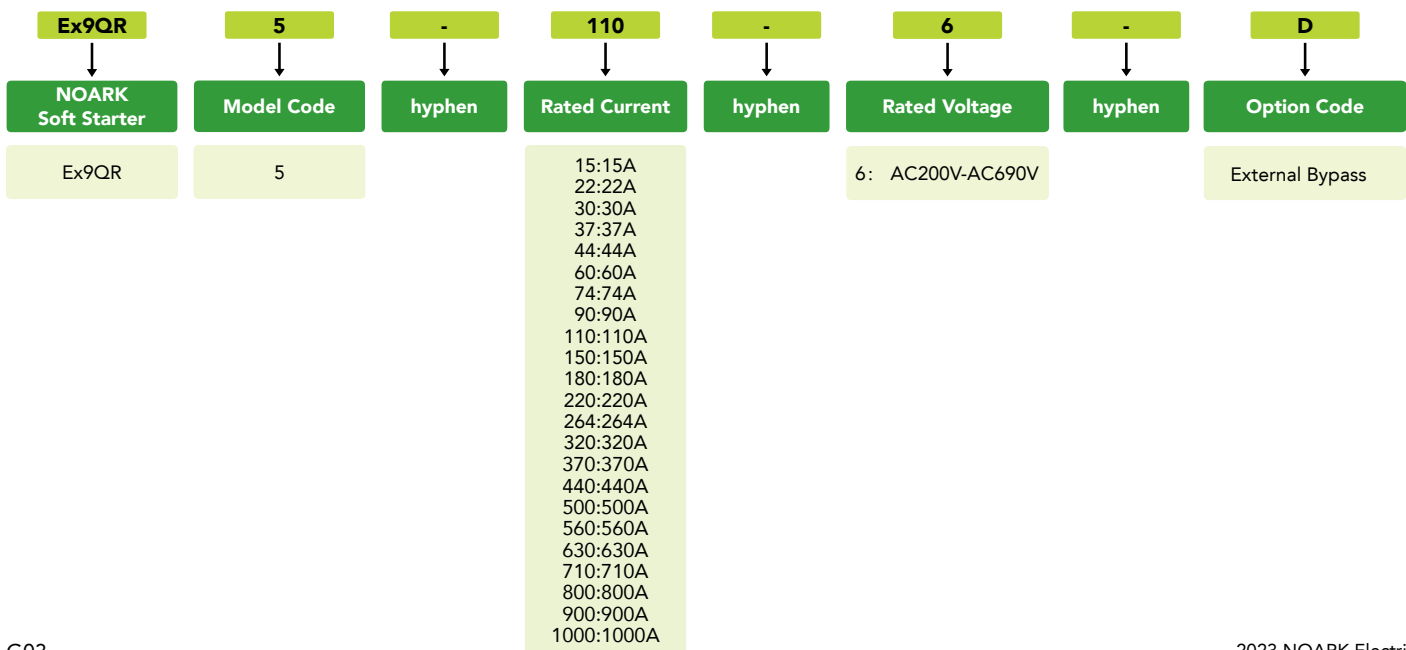 Ex9QR 5 - 110 - 6 - D
NOARK
Soft Starter
Model Code
hyphen
Rated Current
hyphen
Rated Voltage
hyphen
Option Code
Ex9QR
5
15:15A
22:22A
30:30A
37:37A
44:44A
60:60A
74:74A
90:90A
110:110A
150:150A
180:180A
220:220A
264:264A
320:320A
370:370A
440:440A
500:500A
560:560A
630:630A
710:710A
800:800A
900:900A
1000:1000A
6: AC200V-AC690V
External Bypass